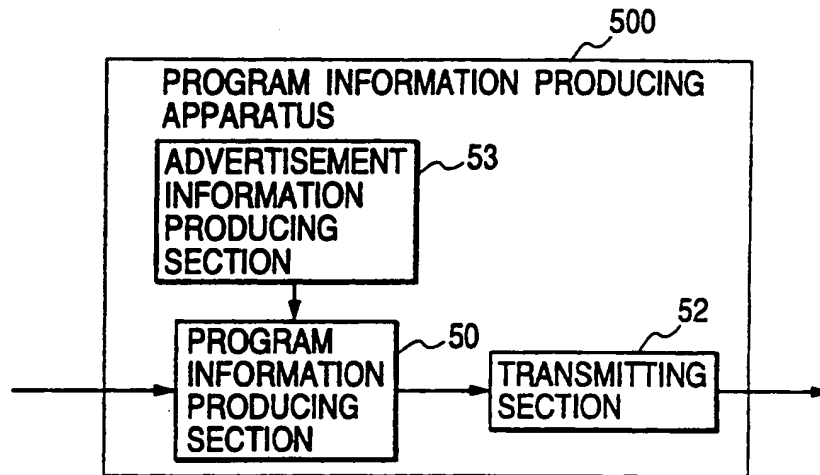 500
PROGRAM INFORMATION PRODUCING
APPARATUS
ADVERTISEMENT
INFORMATION
PRODUCING
SECTION
53
PROGRAM
INFORMATION
PRODUCING
SECTION
50
TRANSMITTING
SECTION
52